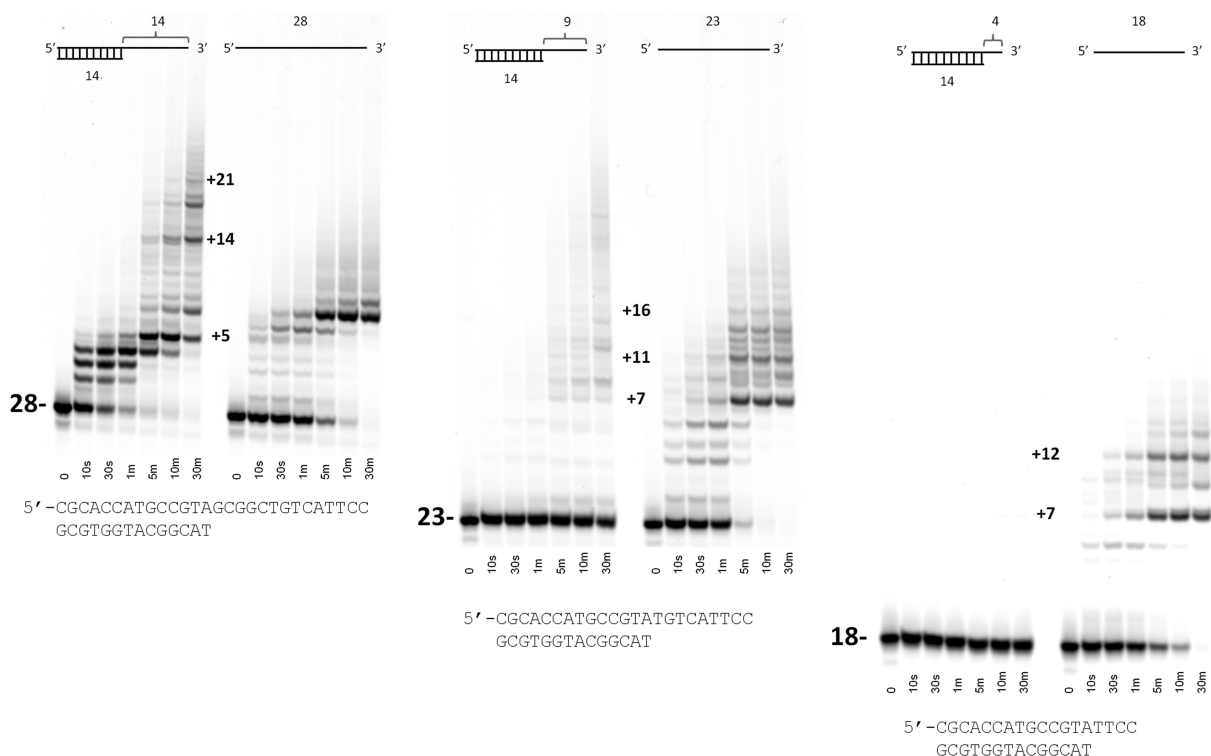 14
28
5′
3′
5′
3′
14
+21
+14
+5
28-
0 10s 30s 1m 5m 10m 30m
0 10s 30s 1m 5m 10m 30m
5′-CGCACCATGCCGTAGCGGCTGTCATTCC
GCGTGGTACGGCAT
9
23
5′
3′
5′
3′
14
+16
+11
+7
23-
0 10s 30s 1m 5m 10m 30m
0 10s 30s 1m 5m 10m 30m
5′-CGCACCATGCCGTATGTCATTCC
GCGTGGTACGGCAT
4
18
5′
3′
5′
3′
14
+12
+7
18-
0 10s 30s 1m 5m 10m 30m
0 10s 30s 1m 5m 10m 30m
5′-CGCACCATGCCGTATTCC
GCGTGGTACGGCAT